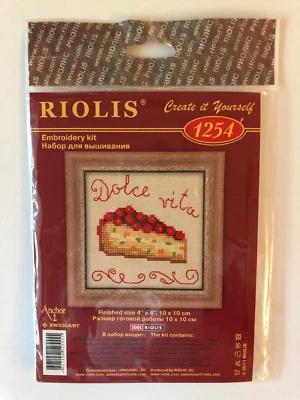 RIOLIS®
Create it Yourself
1254
Embroidery kit
Набор для вышивания
Dolce vita
Finished size 4" x 4", 10 x 10 cm
Размер готовой работы 10 x 10 см
RIOLIS
В набор входит: The kit contains:
Anchor
ZWEIGART
© 2011 RIOLIS